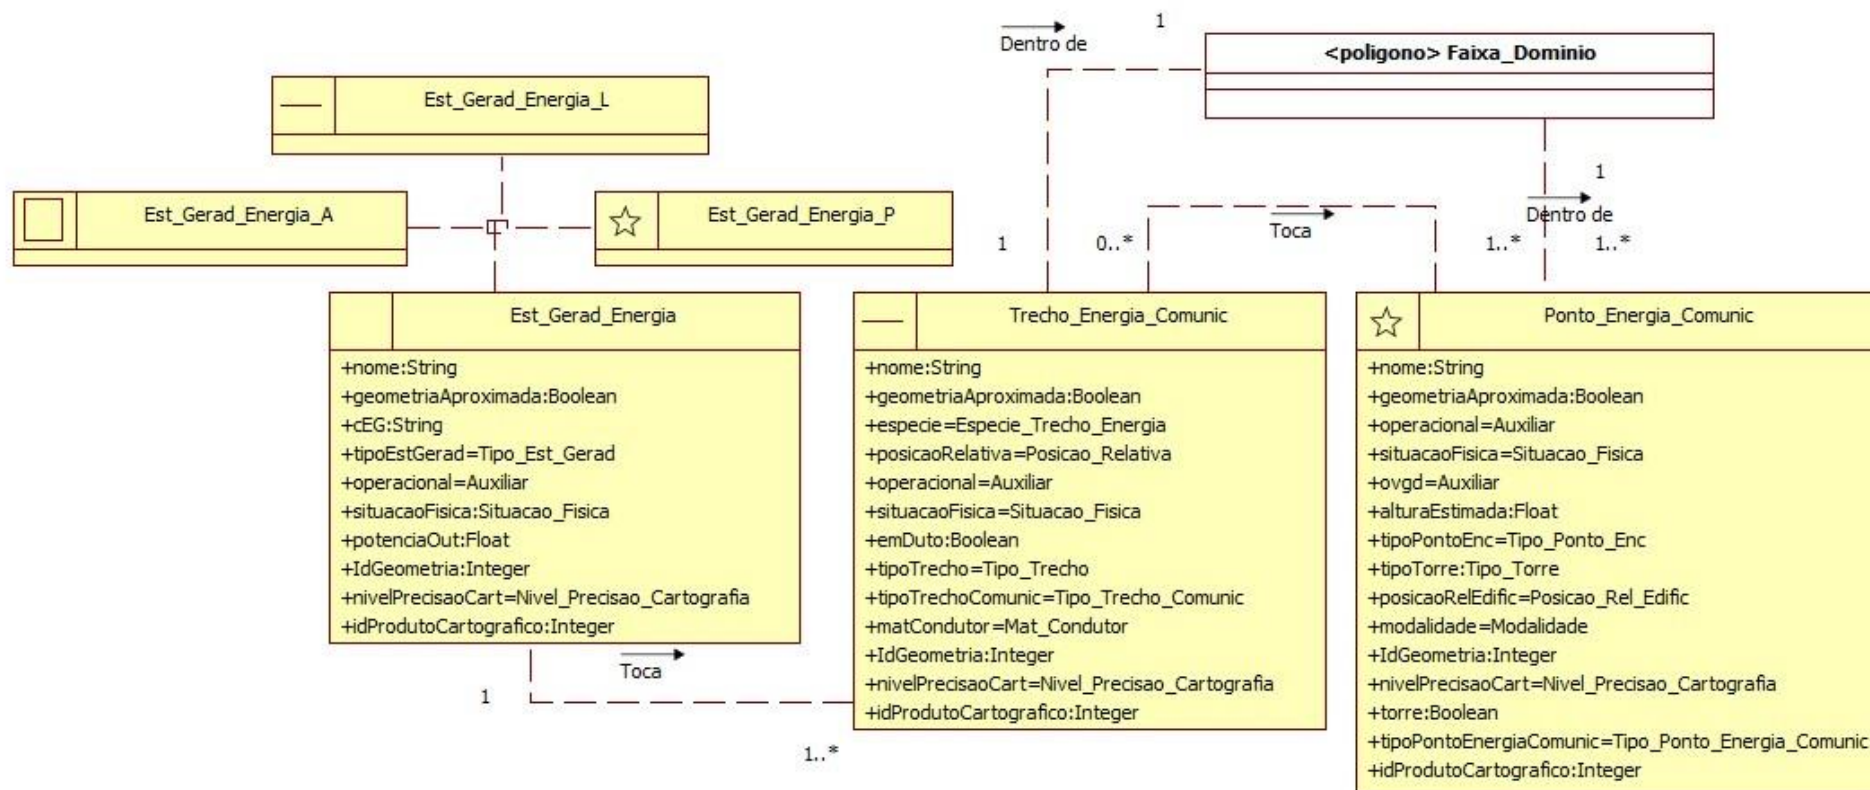 Dentro de
1
<poligono> Faixa_Dominio
Est_Gerad_Energia_L
Est_Gerad_Energia_A
Est_Gerad_Energia_P
1
Dentro de
Toca
1
0..*
1..*
1..*
Est_Gerad_Energia
+nome:String
+geometriaAproximada:Boolean
+cEG:String
+tipoEstGerad=Tipo_Est_Gerad
+operacional=Auxiliar
+situacaoFisica:Situacao_Fisica
+potenciaOut:Float
+IdGeometria:Integer
+nivelPrecisaoCart=Nivel_Precisao_Cartografia
+idProdutoCartografico:Integer
Trecho_Energia_Comunic
+nome:String
+geometriaAproximada:Boolean
+especie=Especie_Trecho_Energia
+posicaoRelativa=Posicao_Relativa
+operacional=Auxiliar
+situacaoFisica=Situacao_Fisica
+emDuto:Boolean
+tipoTrecho=Tipo_Trecho
+tipoTrechoComunic=Tipo_Trecho_Comunic
+matCondutor=Mat_Condutor
+IdGeometria:Integer
+nivelPrecisaoCart=Nivel_Precisao_Cartografia
+idProdutoCartografico:Integer
Ponto_Energia_Comunic
+nome:String
+geometriaAproximada:Boolean
+operacional=Auxiliar
+situacaoFisica=Situacao_Fisica
+ovgd=Auxiliar
+alturaEstimada:Float
+tipoPontoEnc=Tipo_Ponto_Enc
+tipoTorre:Tipo_Torre
+posicaoRelEdific=Posicao_Rel_Edific
+modalidade=Modalidade
+IdGeometria:Integer
+nivelPrecisaoCart=Nivel_Precisao_Cartografia
+torre:Boolean
+tipoPontoEnergiaComunic=Tipo_Ponto_Energia_Comunic
+idProdutoCartografico:Integer
Toca
1
1..*